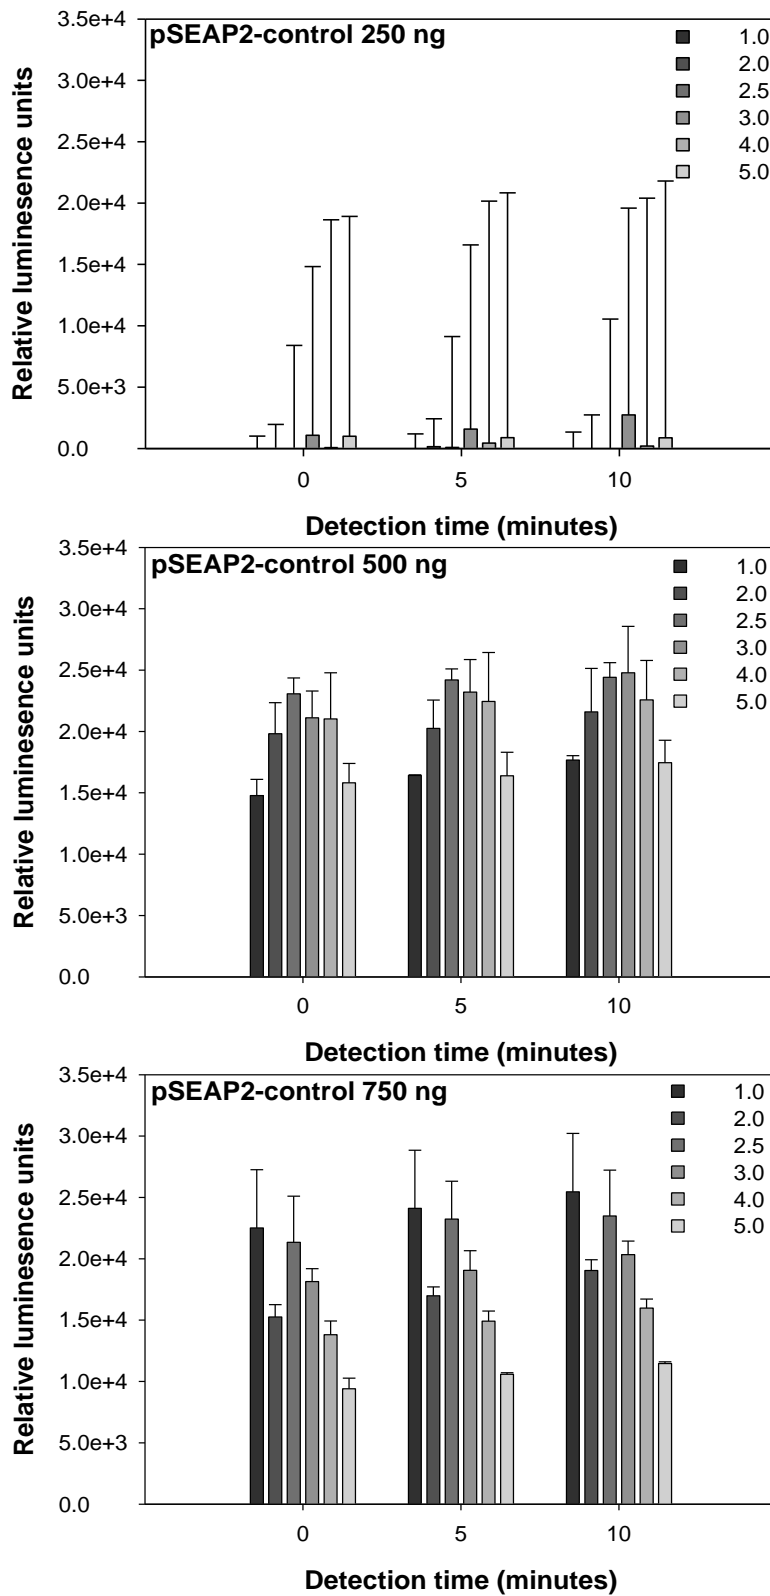 3.5e+4
pSEAP2-control 250 ng
1.0
3.0e+4
2.0
2.5
2.5e+4
3.0
4.0
2.0e+4
5.0
1.5e+4
1.0e+4
5.0e+3
0.0
Relative luminesence units
0 5 10
Detection time (minutes)
3.5e+4
pSEAP2-control 500 ng
1.0
3.0e+4
2.0
2.5
2.5e+4
3.0
4.0
2.0e+4
5.0
1.5e+4
1.0e+4
5.0e+3
0.0
Relative luminesence units
0 5 10
Detection time (minutes)
3.5e+4
pSEAP2-control 750 ng
1.0
3.0e+4
2.0
2.5
2.5e+4
3.0
4.0
2.0e+4
5.0
1.5e+4
1.0e+4
5.0e+3
0.0
Relative luminesence units
0 5 10
Detection time (minutes)